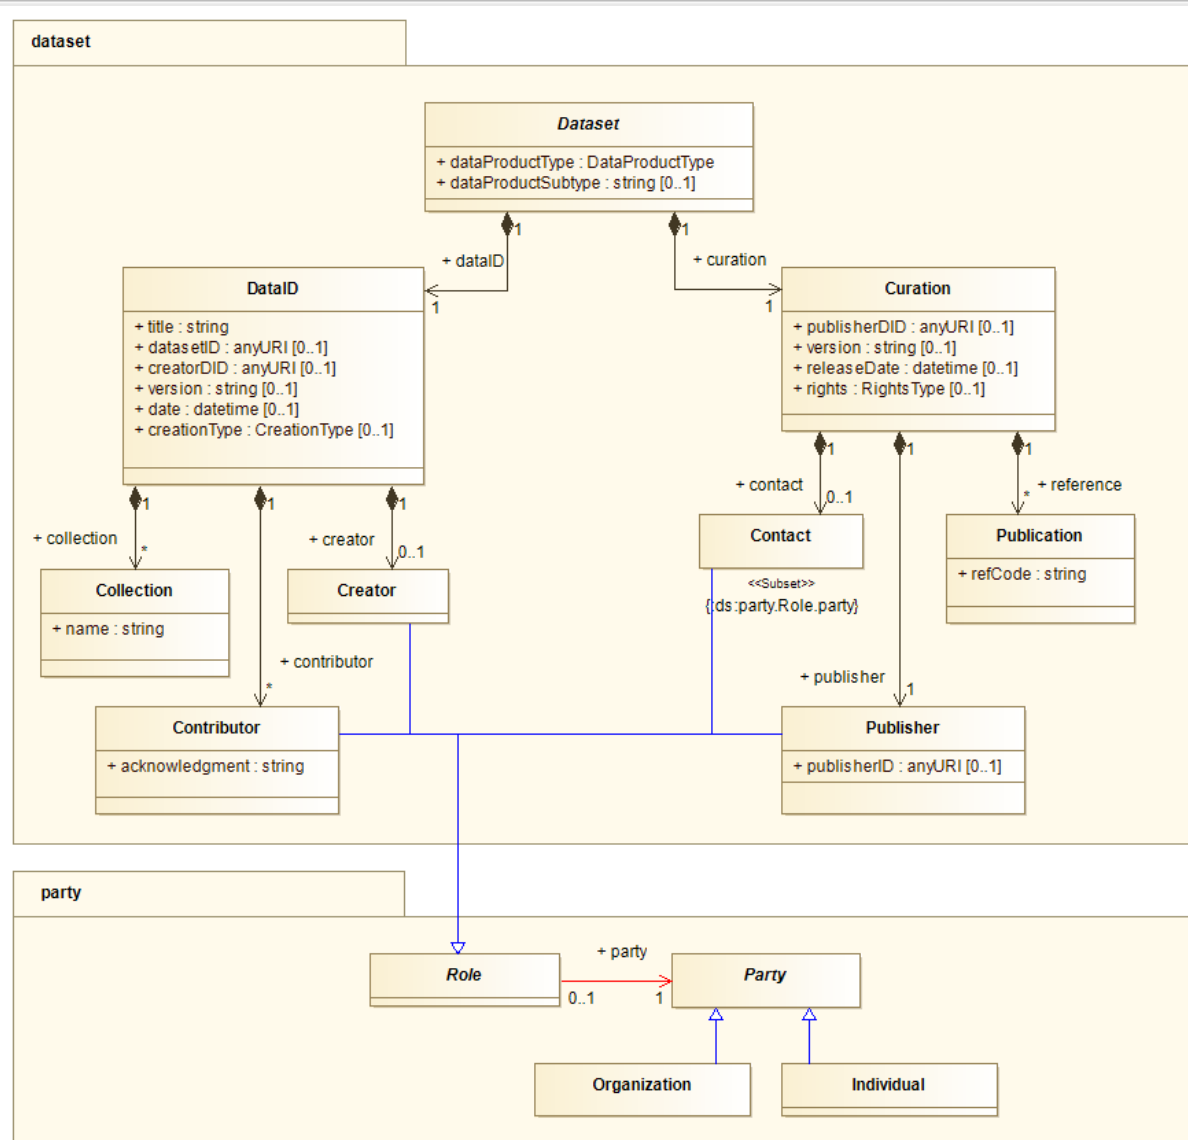 dataset
Dataset
+ dataProductType : DataProductType
+ dataProductSubtype : string [0..1]
1
1
+ dataID
+ curation
1
1
DataID
+ title : string
+ datasetID : anyURI [0..1]
+ creatorDID : anyURI [0..1]
+ version : string [0..1]
+ date : datetime [0..1]
+ creationType : CreationType [0..1]
Curation
+ publisherDID : anyURI [0..1]
+ version : string [0..1]
+ releaseDate : datetime [0..1]
+ rights : RightsType [0..1]
1
1
1
1
1
1
+ collection
*
+ creator
0..1
+ contact
0..1
+ reference
*
Collection
+ name : string
Creator
Contact
<<Subset>>
{:ds:party.Role.party}
Publication
+ refCode : string
+ contributor
*
+ publisher
1
Contributor
+ acknowledgment : string
Publisher
+ publisherID : anyURI [0..1]
party
Role
+ party
0..1
1
Party
Organization
Individual